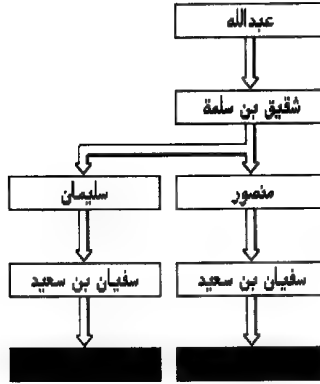 عبدالله
شقيق بن سلمة
منصور
سليمان
سفيان بن سعيد
سفيان بن سعيد